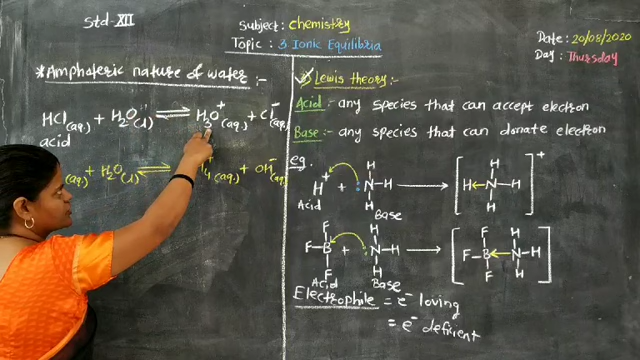 Std-XII
Subject: Chemistry
Topic : 3 Ionic Equilibria
Date: 20/08/2020
Day: Thursday
*Amphoteric nature of water :-
HCl(aq) + H2O(l) ⇌ H3O+(aq) + Cl-(aq)
acid
(aq) + H2O(l) ⇌ 4+(aq) + OH-(aq)
Lewis theory:-
Acid: any species that can accept electron
Base: any species that can donate electron
eg.
H+ + :N-H → [H←N-H]+
H
H
H
H
Acid
Base
F-B + :N-H → [F-B←N-H]
F
F
H
H
F
F
H
H
Acid
Base
Electrophile = e- loving
= e- deficient